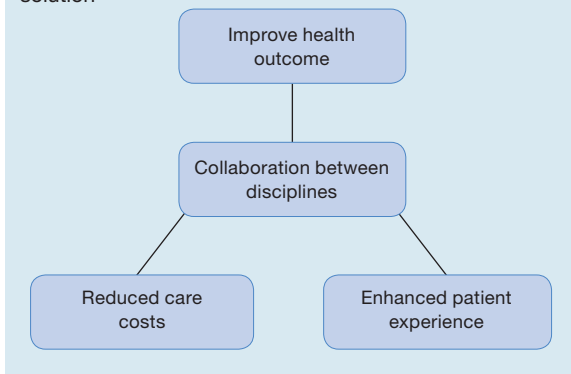 solution
Improve health
outcome
Collaboration between
disciplines
Reduced care
costs
Enhanced patient
experience